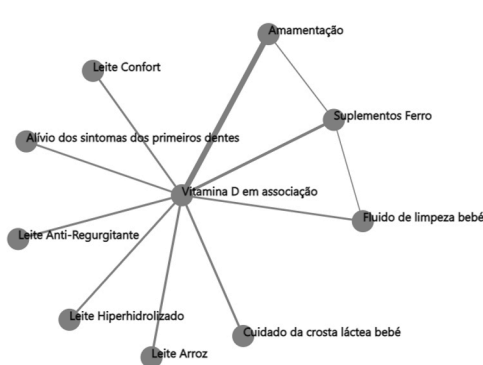 Amamentação
Leite Confort
Suplementos Ferro
Alívio dos sintomas dos primeiros dentes
Vitamina D em associação
Fluido de limpeza bebé
Leite Anti-Regurgitante
Leite Hiperhidrolizado
Cuidado da crosta láctea bebé
Leite Arroz